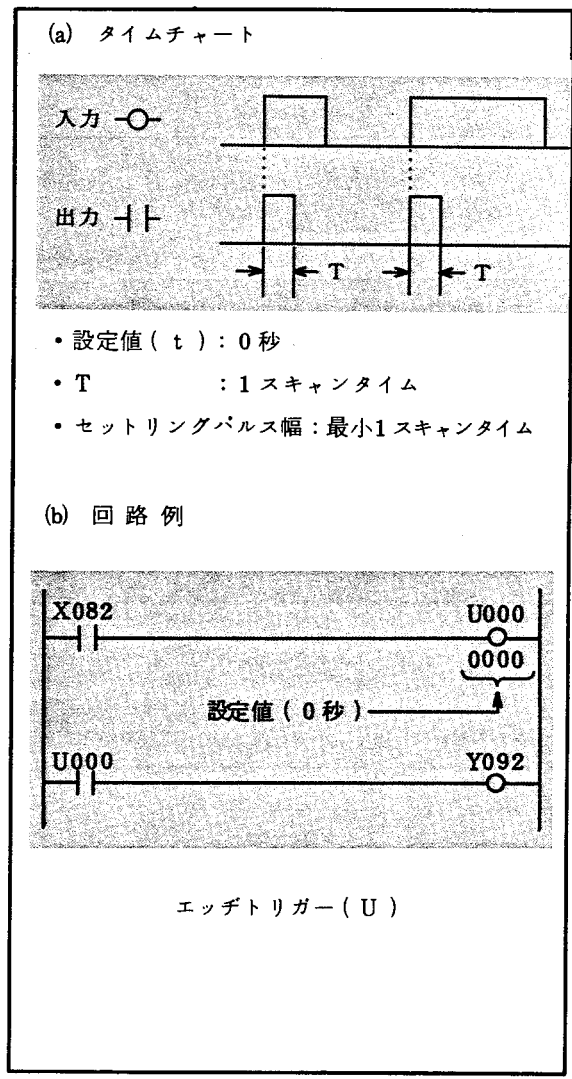 (a) タイムチャート
入力
出力
T T
• 設定値( t ): 0 秒
• T : 1 スキャンタイム
• セットリングパルス幅 : 最小1 スキャンタイム
(b) 回 路 例
X082 U000
0000
設定値( 0 秒 )
U000 Y092
エッヂトリガー( U )